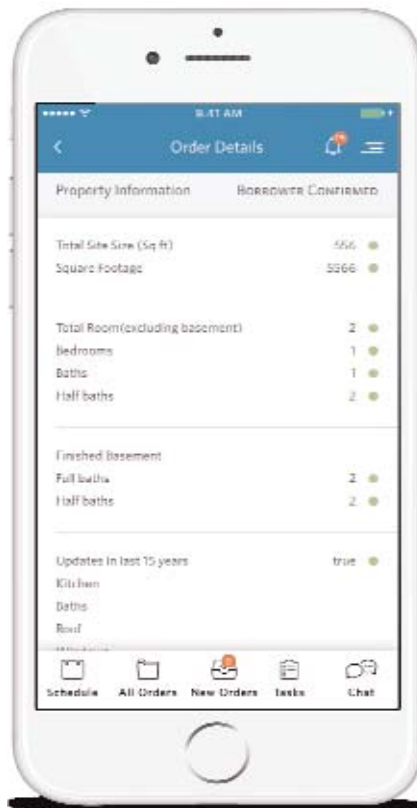 9:41 AM
Order Details
Property Information BORROWER CONFIRMED
Total Site Size (Sq ft) 556
Square Footage 5566
Total Room(excluding basement) 2
Bedrooms 1
Baths 1
Half baths 2
Finished Basement
Full baths 2
Half baths 2
Updates in last 15 years true
Kitchen
Baths
Roof
Schedule All Orders New Orders Tasks Chat